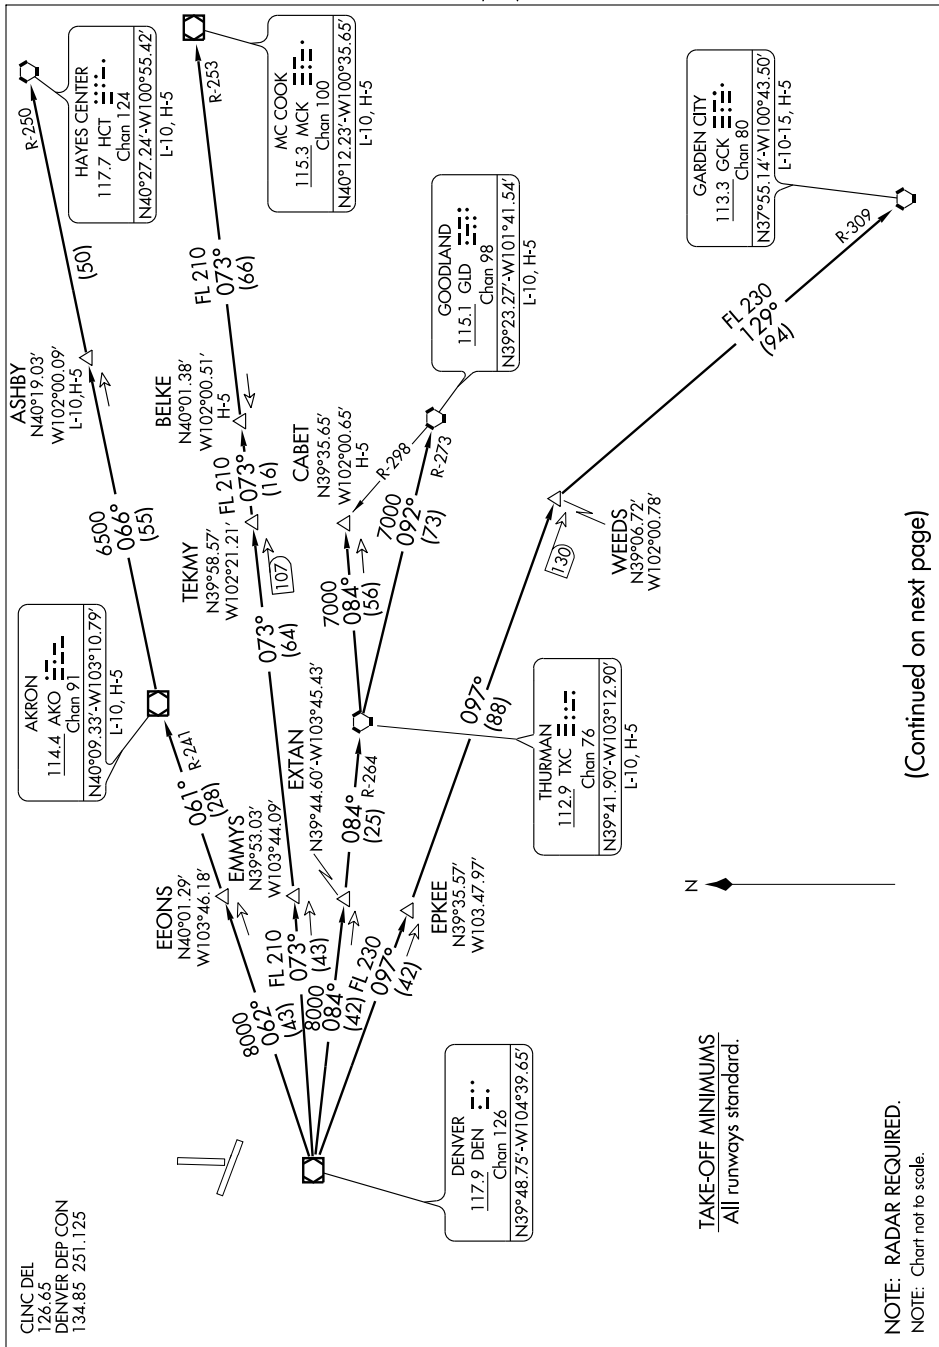 CLNC DEL
126.65
DENVER DEP CON
134.85 251.125
EEONS
N40°01.29’
W103°46.18’
8000
062°
(43)
061°
(28)
R-241
AKRON
114.4 AKO
Chan 91
N40°09.33’-W103°10.79’
L-10, H-5
6500
066°
(55)
ASHBY
N40°19.03’
W102°00.09’
L-10,H-5
(50)
R-250
HAYES CENTER
117.7 HCT
Chan 124
N40°27.24’-W100°55.42’
L-10, H-5
FL 210
073°
(43)
EMMYS
N39°53.03’
W103°44.09’
073°
(64)
107
TEKMY
N39°58.57’
W102°21.21’
FL 210
073°
(16)
BELKE
N40°01.38’
W102°00.51’
H-5
FL 210
073°
(66)
R-253
MC COOK
115.3 MCK
Chan 100
N40°12.23’-W100°35.65’
L-10, H-5
8000
084°
(42)
EXTAN
N39°44.60’-W103°45.43’
084°
(25)
R-264
7000
084°
(56)
CABET
N39°35.65’
W102°00.65’
H-5
R-298
7000
092°
(73)
R-273
GOODLAND
115.1 GLD
Chan 98
N39°23.27’-W101°41.54’
L-10, H-5
FL 230
097°
(42)
EPKEE
N39°35.57’
W103.47.97’
097°
(88)
130
WEEDS
N39°06.72’
W102°00.78’
FL 230
129°
(94)
R-309
GARDEN CITY
113.3 GCK
Chan 80
N37°55.14’-W100°43.50’
L-10-15, H-5
THURMAN
112.9 TXC
Chan 76
N39°41.90’-W103°12.90’
L-10, H-5
DENVER
117.9 DEN
Chan 126
N39°48.75’-W104°39.65’
N
TAKE-OFF MINIMUMS
All runways standard.
NOTE: RADAR REQUIRED.
NOTE: Chart not to scale.
(Continued on next page)